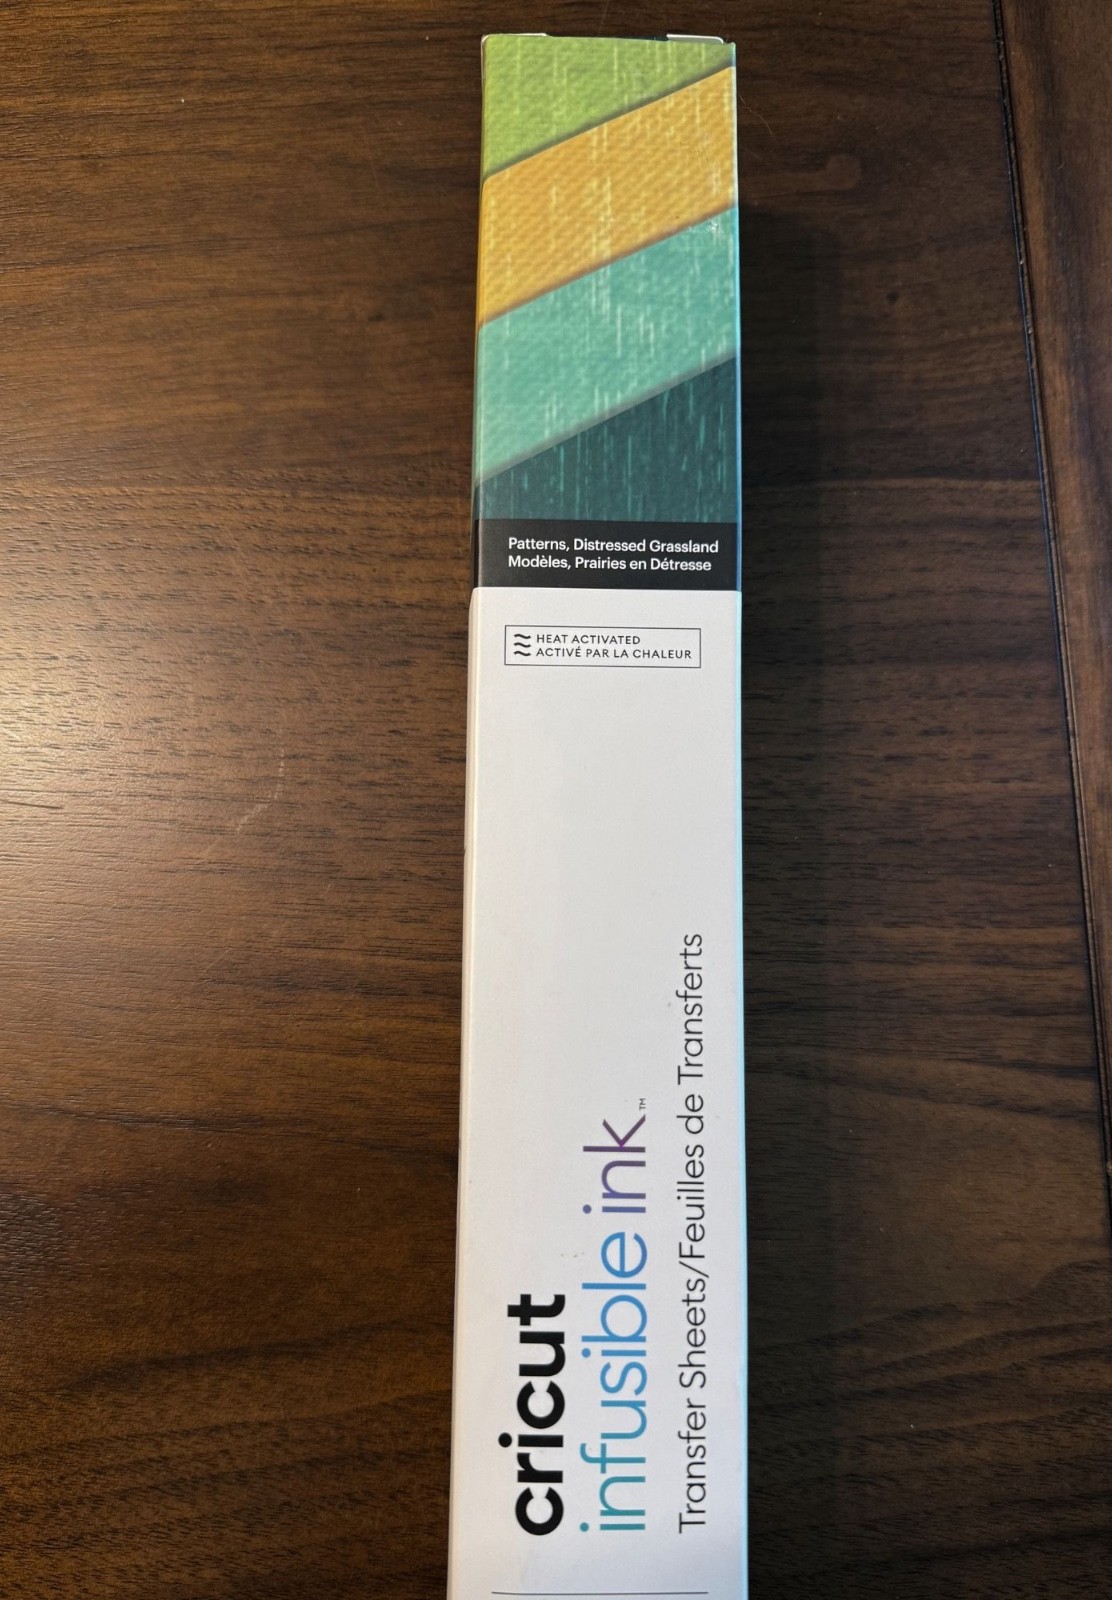 Patterns, Distressed Grassland
Modèles, Prairies en Détresse
HEAT ACTIVATED
ACTIVÉ PAR LA CHALEUR
cricut
infusible ink™
Transfer Sheets/Feuilles de Transferts